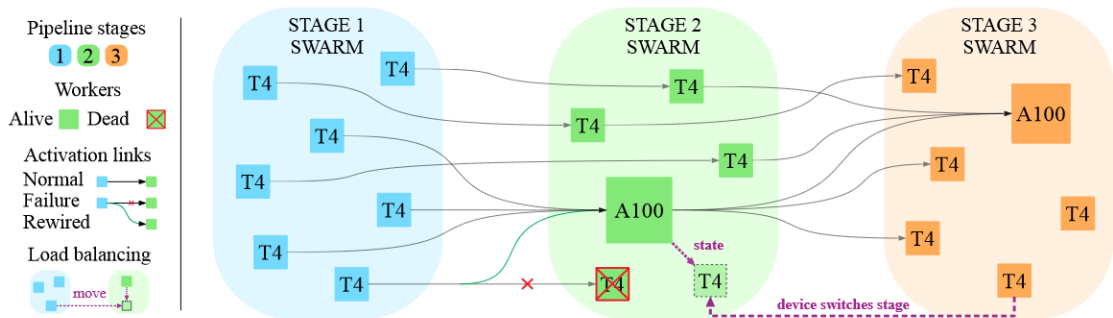 Pipeline stages
1 2 3
Workers
Alive Dead
Activation links
Normal
Failure
Rewired
Load balancing
move
STAGE 1
SWARM
T4
T4
T4
T4
T4
T4
T4
STAGE 2
SWARM
T4
T4
T4
A100
state
T4
T4
device switches stage
STAGE 3
SWARM
T4
A100
T4
T4
T4
T4